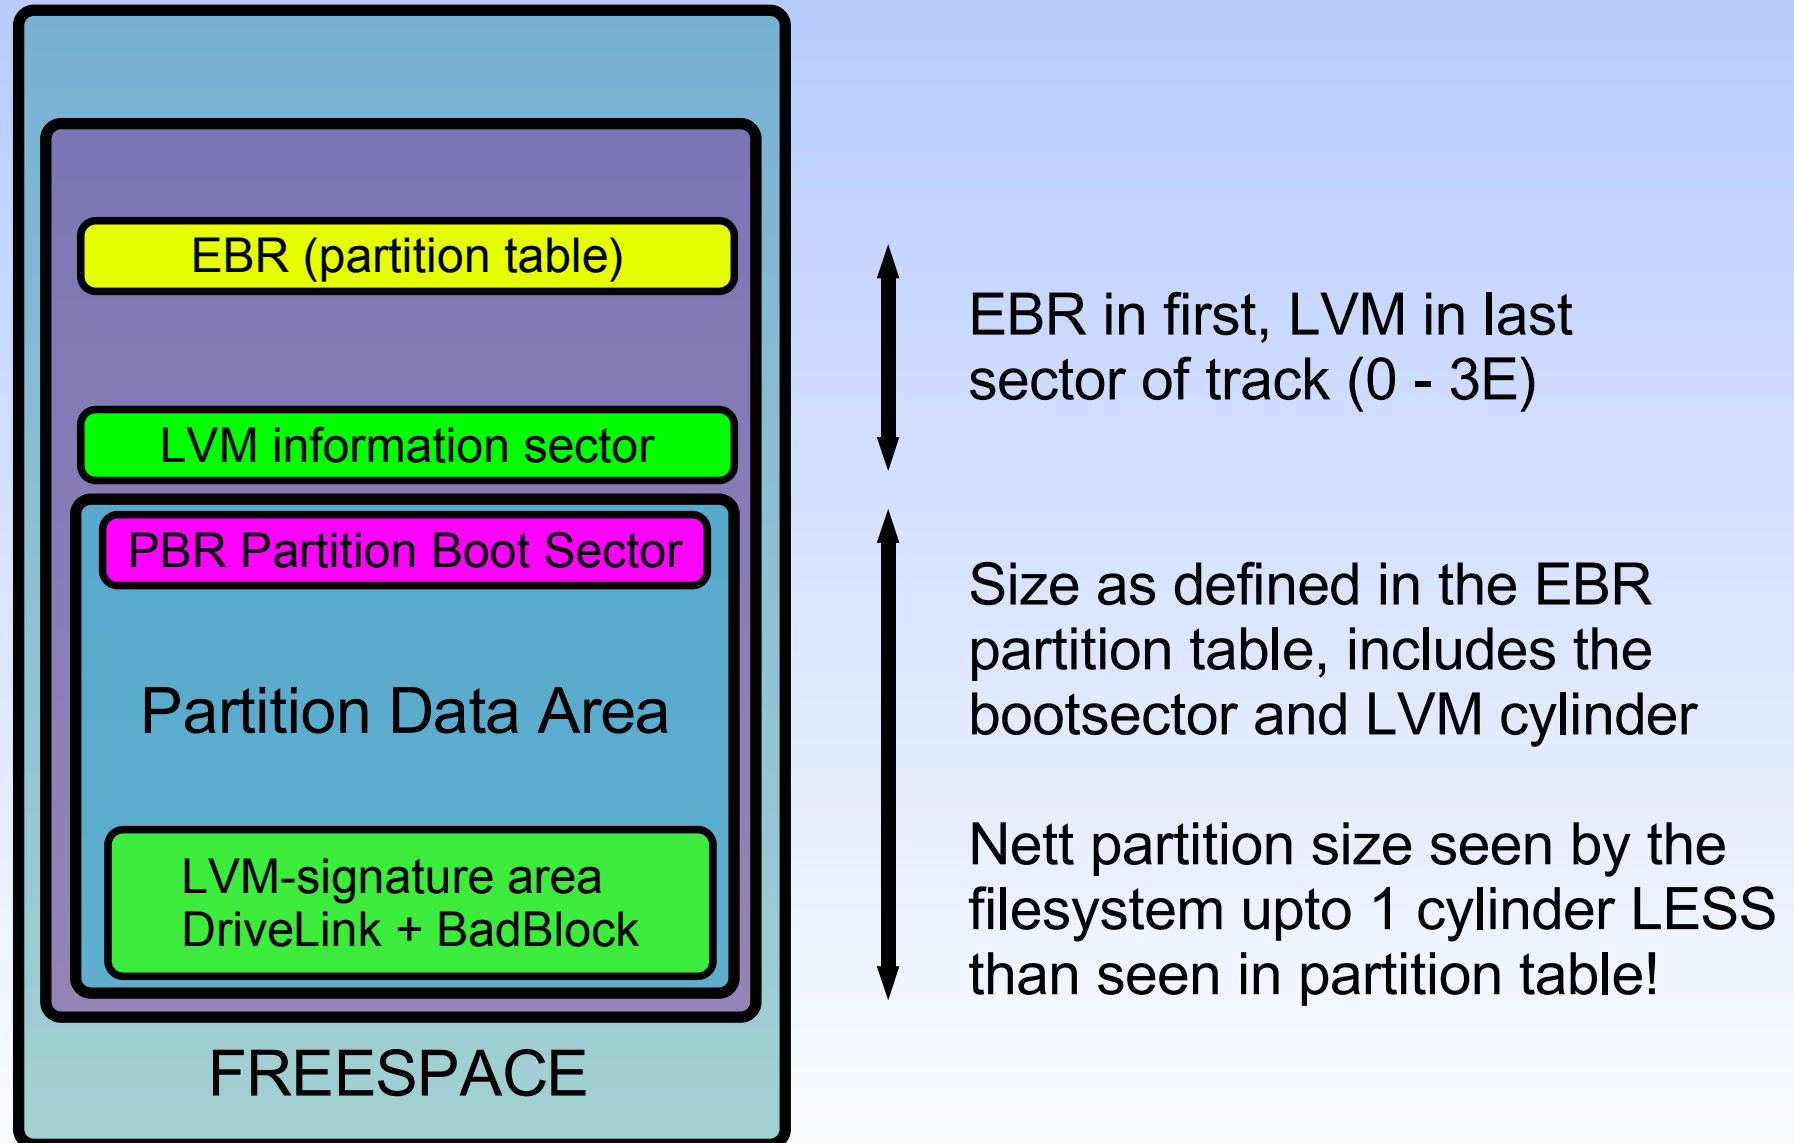 EBR (partition table)
LVM information sector
PBR Partition Boot Sector
Partition Data Area
LVM-signature area
DriveLink + BadBlock
FREESPACE
EBR in first, LVM in last
sector of track (0 - 3E)
Size as defined in the EBR
partition table, includes the
bootsector and LVM cylinder
Nett partition size seen by the
filesystem upto 1 cylinder LESS
than seen in partition table!